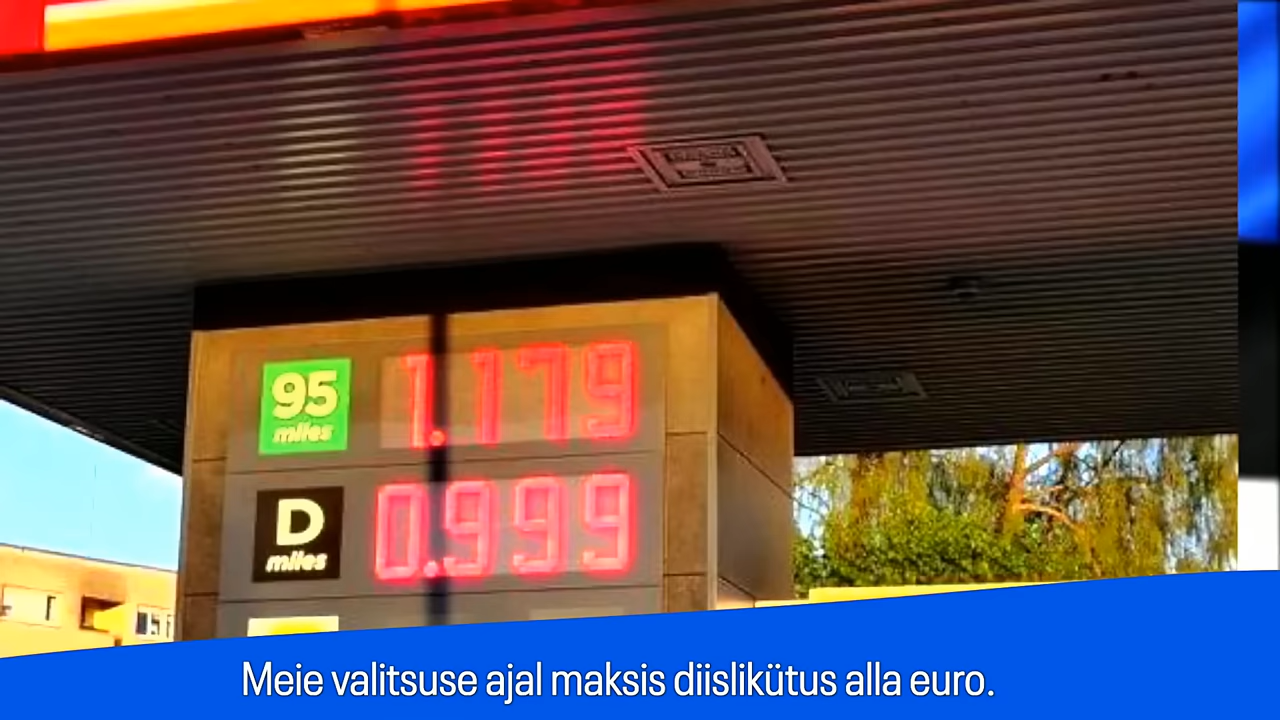 95
miles
1.179
D
miles
0.999
Meie valitsuse ajal maksis diislikütus alla euro.